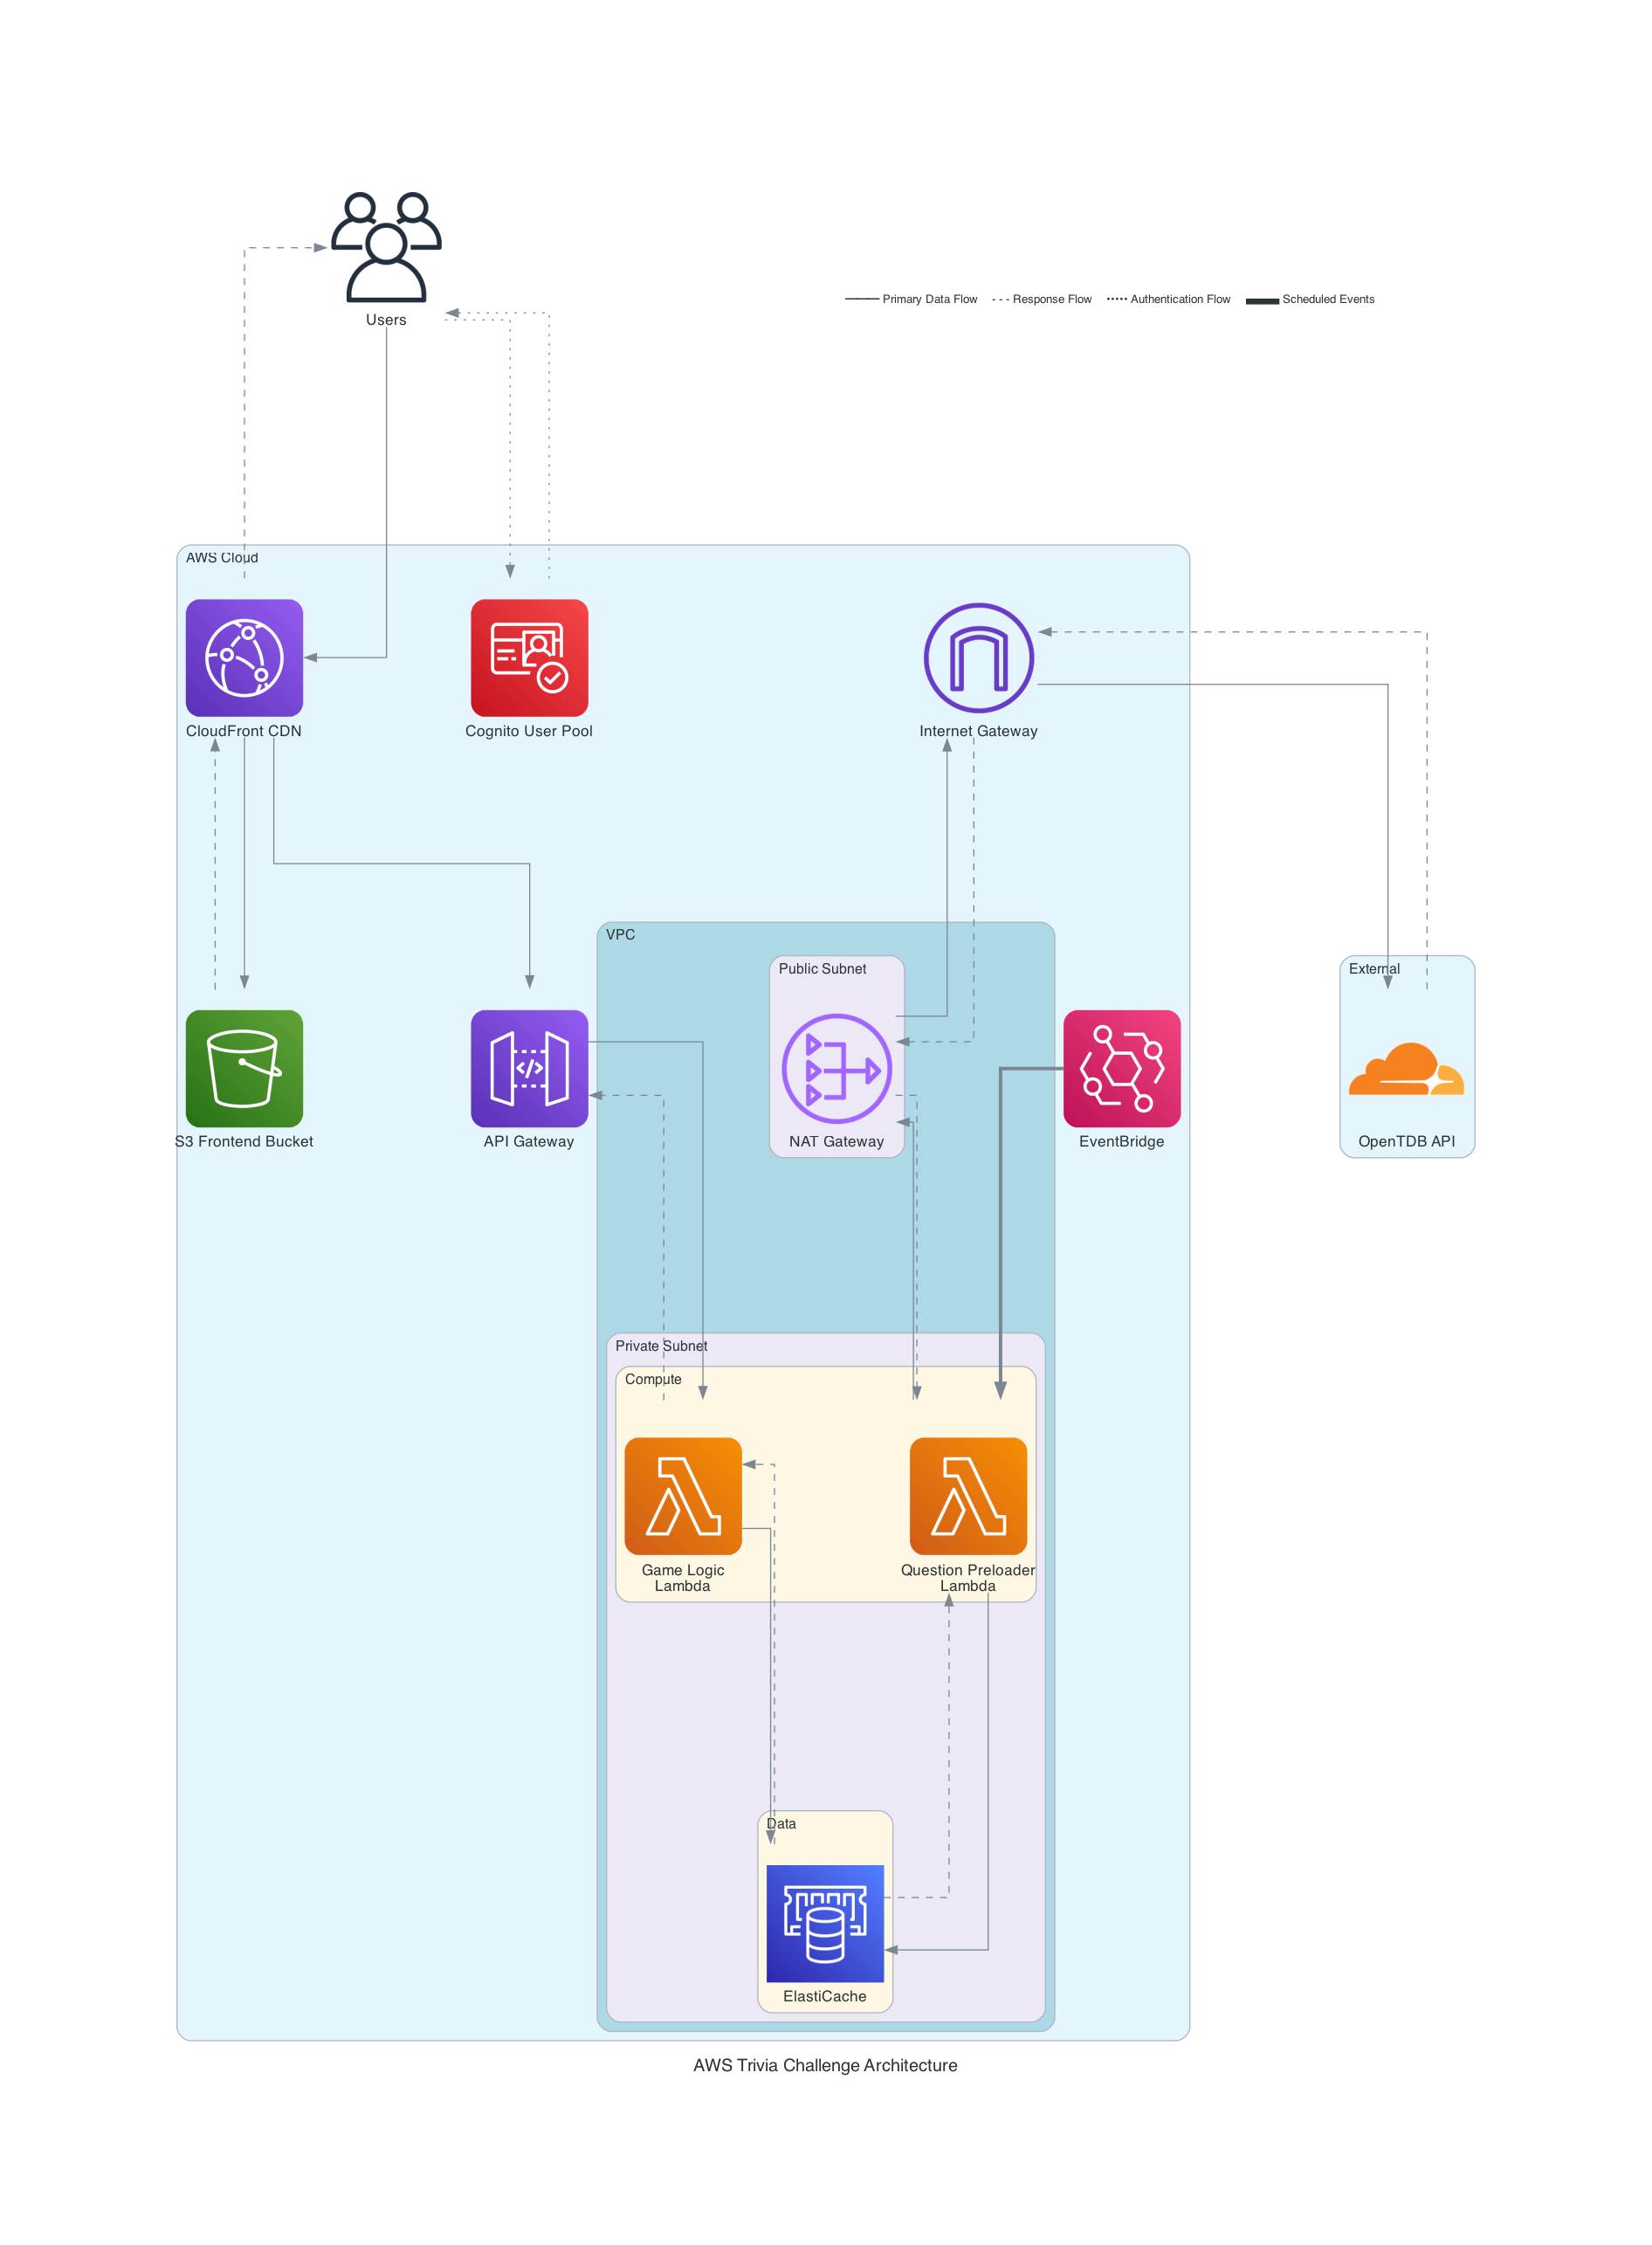 Users
Primary Data Flow
Response Flow
Authentication Flow
Scheduled Events
AWS Cloud
CloudFront CDN
Cognito User Pool
Internet Gateway
VPC
Public Subnet
External
S3 Frontend Bucket
API Gateway
</>
NAT Gateway
EventBridge
OpenTDB API
Private Subnet
Compute
Game Logic
Lambda
Question Preloader
Lambda
Data
ElastiCache
AWS Trivia Challenge Architecture